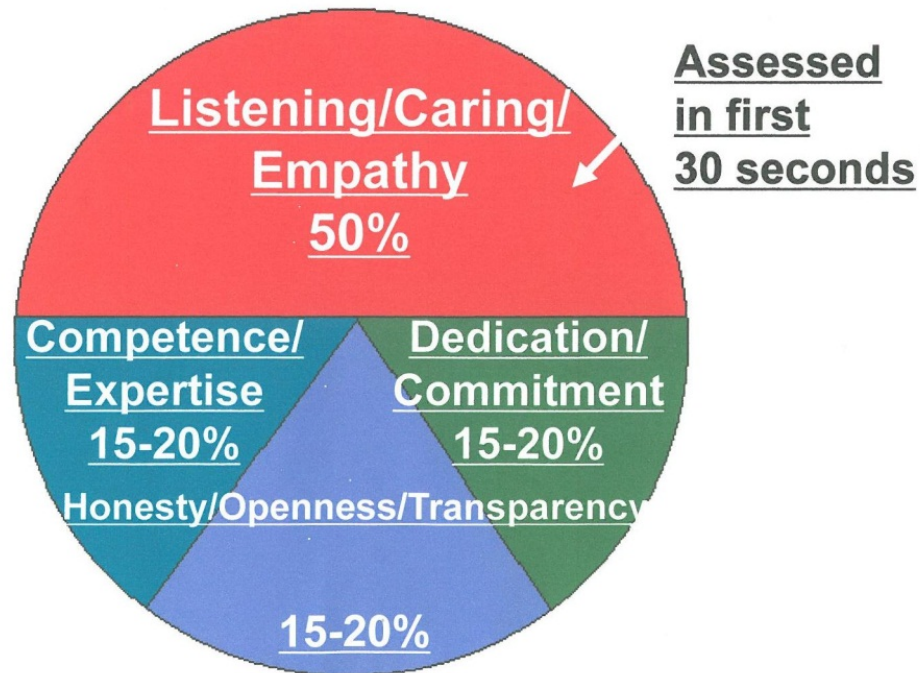 Listening/Caring/
Empathy
50%
Assessed
in first
30 seconds
Competence/
Expertise
15-20%
Dedication/
Commitment
15-20%
Honesty/Openness/Transparency
15-20%